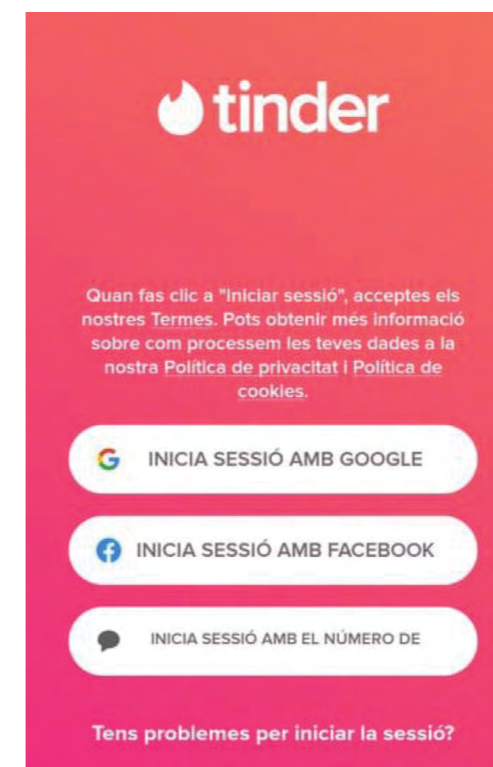 tinder
Quan fas clic a "Iniciar sessió", acceptes els
nostres Termes. Pots obtenir més informació
sobre com processem les teves dades a la
nostra Política de privacitat i Política de
cookies.
INICIA SESSIÓ AMB GOOGLE
INICIA SESSIÓ AMB FACEBOOK
INICIA SESSIÓ AMB EL NÚMERO DE
Tens problemes per iniciar la sessió?